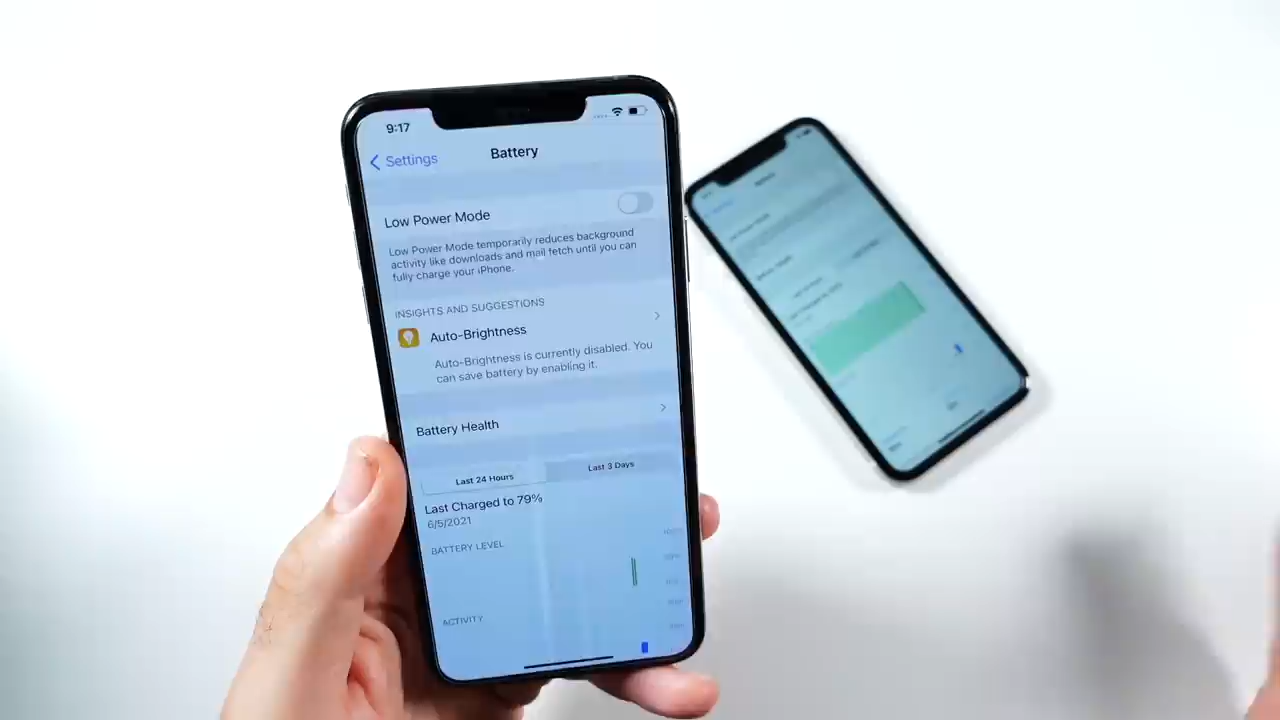 9:17
Settings
Battery
Low Power Mode
Low Power Mode temporarily reduces background
activity like downloads and mail fetch until you can
fully charge your iPhone.
INSIGHTS AND SUGGESTIONS
Auto-Brightness
Auto-Brightness is currently disabled. You
can save battery by enabling it.
Battery Health
Last 24 Hours
Last 3 Days
Last Charged to 79%
6/5/2021
BATTERY LEVEL
ACTIVITY